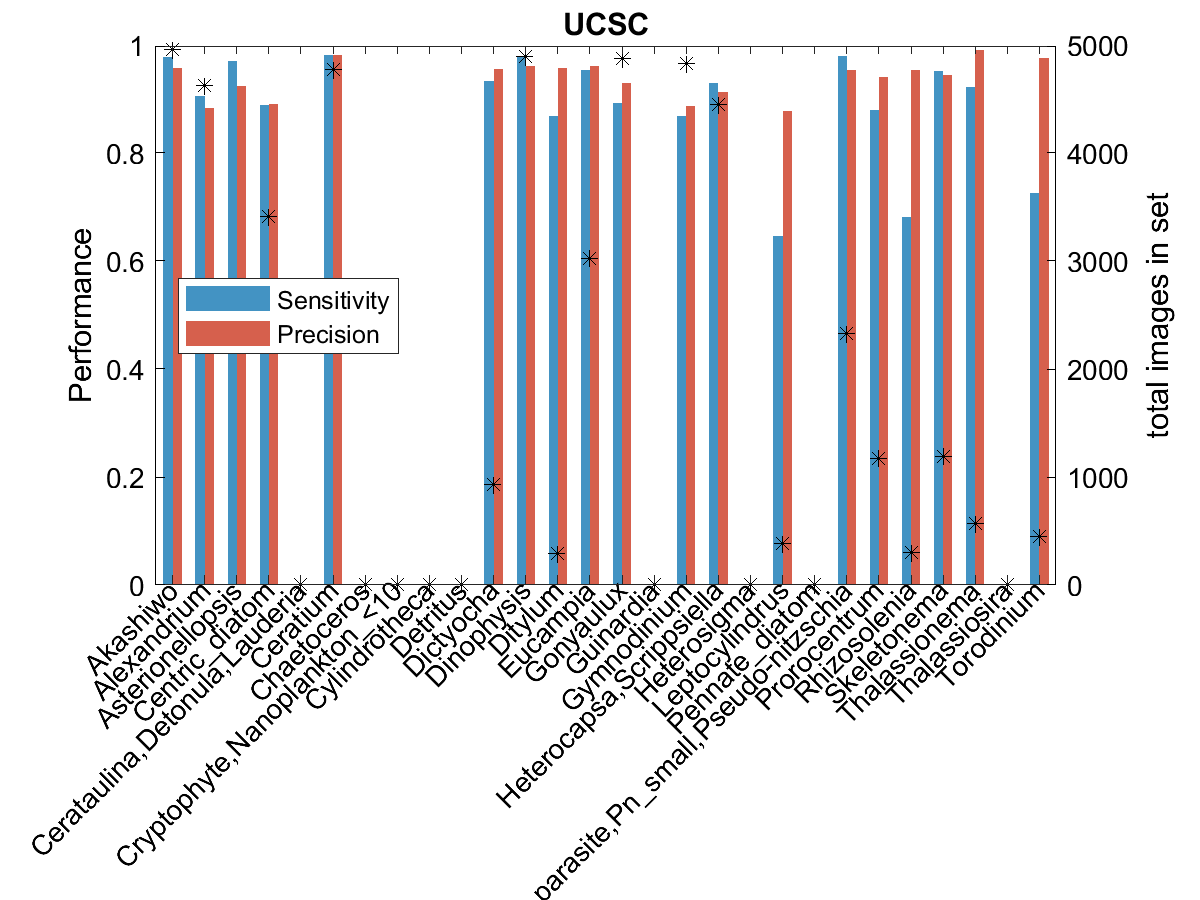 UCSC
1
0.8
0.6
0.4
0.2
0
Performance
Sensitivity
Precision
5000
4000
3000
2000
1000
0
total images in set
Akashiwo
Alexandrium
Asterionellopsis
Centric_diatom
Cerataulina,Detonula,Lauderia
Ceratium
Chaetoceros
Cryptophyte,Nanoplankton_<10
Cylindrotheca
Detritus
Dictyocha
Dinophysis
Ditylum
Eucampia
Gonyaulux
Guinardia
Gymnodinium
Heterocapsa,Scrippsiella
Heterosigma
Leptocylindrus
Pennate_diatom
parasite,Pn_small,Pseudo-nitzschia
Prorocentrum
Rhizosolenia
Skeletonema
Thalassionema
Thalassiosira
Torodinium